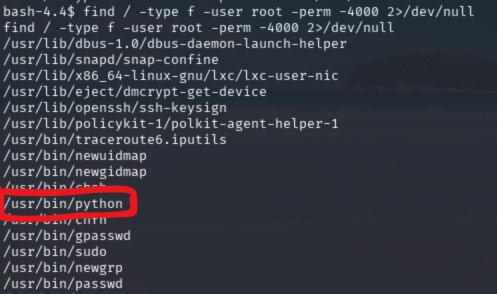 bash-4.4$ find / -type f -user root -perm -4000 2>/dev/null
find / -type f -user root -perm -4000 2>/dev/null
/usr/lib/dbus-1.0/dbus-daemon-launch-helper
/usr/lib/snapd/snap-confine
/usr/lib/x86_64-linux-gnu/lxc/lxc-user-nic
/usr/lib/eject/dmcrypt-get-device
/usr/lib/openssh/ssh-keysign
/usr/lib/policykit-1/polkit-agent-helper-1
/usr/bin/traceroute6.iputils
/usr/bin/newuidmap
/usr/bin/newgidmap
/usr/bin/chsh
/usr/bin/python
/usr/bin/chfn
/usr/bin/gpasswd
/usr/bin/sudo
/usr/bin/newgrp
/usr/bin/passwd